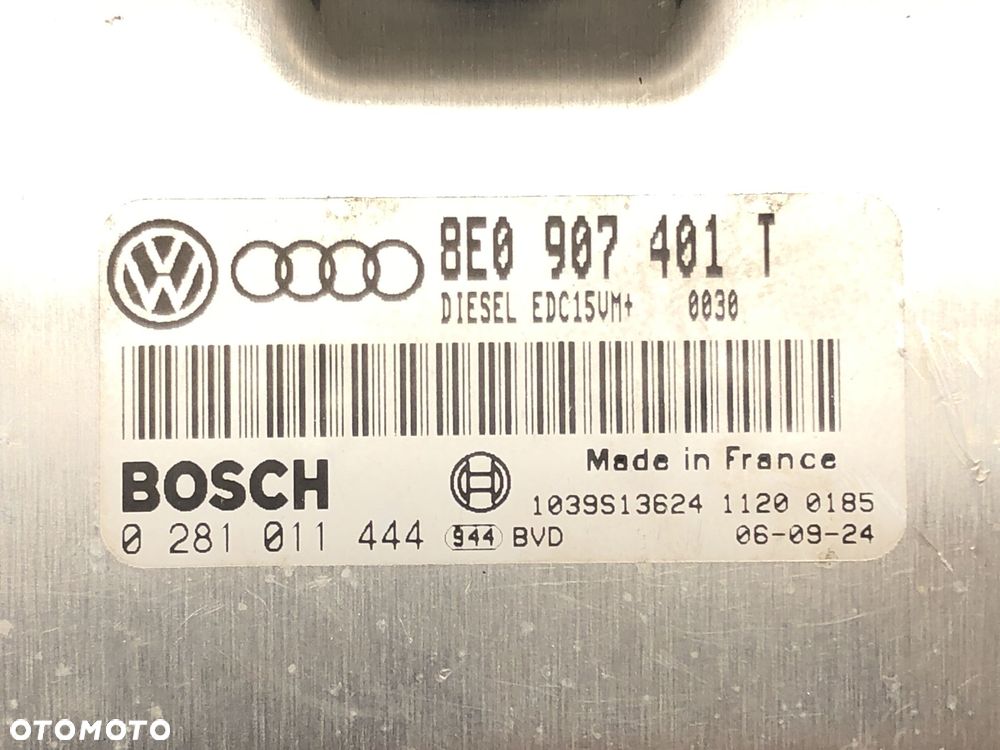 8E0 907 401 T
DIESEL EDC15VM+ 0030
BOSCH
Made in France
1039S13624 1120 0185
0 281 011 444 944 BVD 06-09-24
OTOMOTO